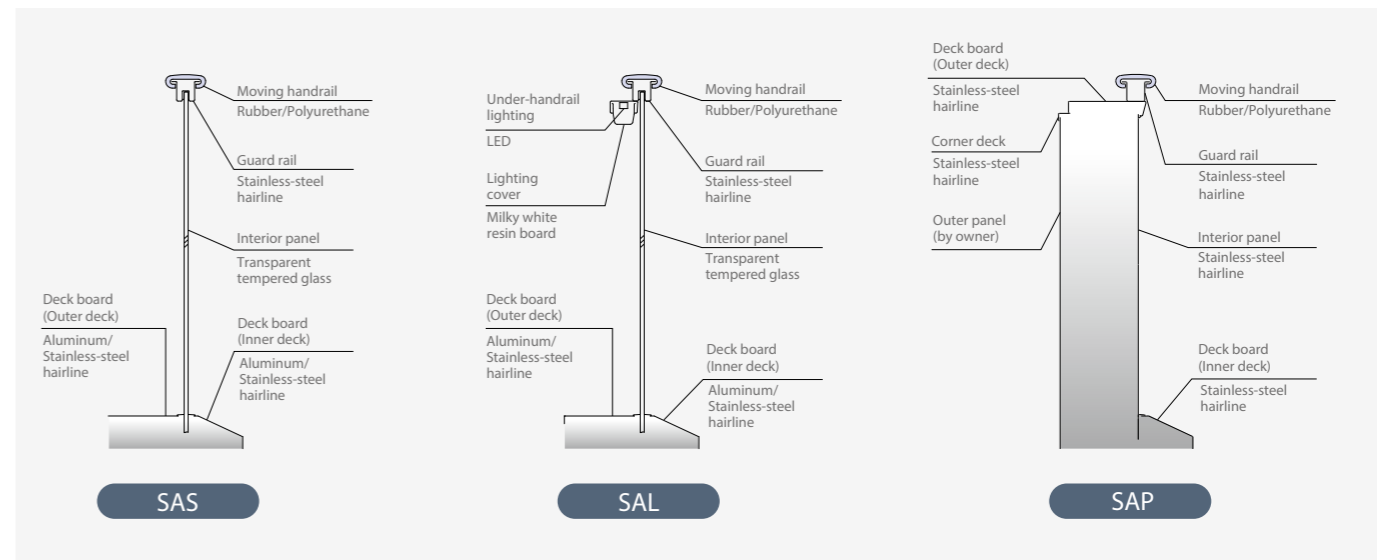 Moving handrail
Rubber/Polyurethane
Guard rail
Stainless-steel
hairline
Interior panel
Transparent
tempered glass
Deck board
(Outer deck)
Aluminum/
Stainless-steel
hairline
Deck board
(Inner deck)
Aluminum/
Stainless-steel
hairline
SAS
Under-handrail
lighting
LED
Lighting
cover
Milky white
resin board
Moving handrail
Rubber/Polyurethane
Guard rail
Stainless-steel
hairline
Interior panel
Transparent
tempered glass
Deck board
(Outer deck)
Aluminum/
Stainless-steel
hairline
Deck board
(Inner deck)
Aluminum/
Stainless-steel
hairline
SAL
Deck board
(Outer deck)
Stainless-steel
hairline
Corner deck
Stainless-steel
hairline
Outer panel
(by owner)
Moving handrail
Rubber/Polyurethane
Guard rail
Stainless-steel
hairline
Interior panel
Stainless-steel
hairline
Deck board
(Inner deck)
Stainless-steel
hairline
SAP